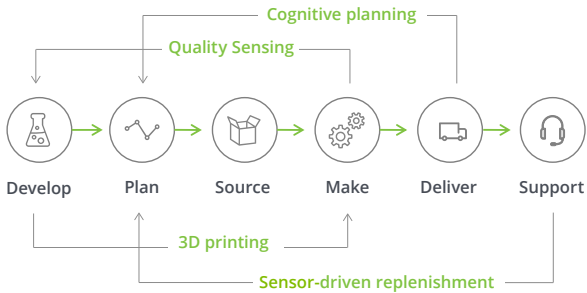 Cognitive planning
Quality Sensing
Develop
Plan
Source
Make
Deliver
Support
3D printing
Sensor-driven replenishment